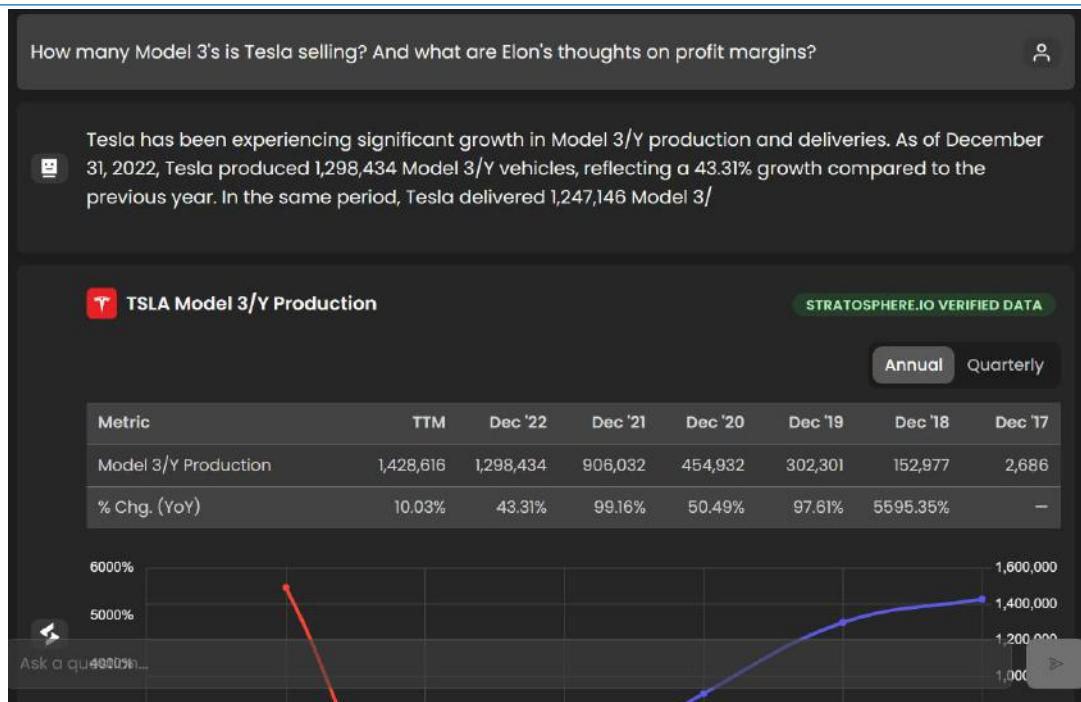 How many Model 3's is Tesla selling? And what are Elon's thoughts on profit margins?
Tesla has been experiencing significant growth in Model 3/Y production and deliveries. As of December
31, 2022, Tesla produced 1,298,434 Model 3/Y vehicles, reflecting a 43.31% growth compared to the
previous year. In the same period, Tesla delivered 1,247,146 Model 3/
TSLA Model 3/Y Production STRATOSPHERE.IO VERIFIED DATA
Annual Quarterly
Metric TTM Dec '22 Dec '21 Dec '20 Dec '19 Dec '18 Dec '17
Model 3/Y Production 1,428,616 1,298,434 906,032 454,932 302,301 152,977 2,686
% Chg. (YoY) 10.03% 43.31% 99.16% 50.49% 97.61% 5595.35% —
6000% 1,600,000
5000% 1,400,000
1,200,000
Ask a question...
4000%